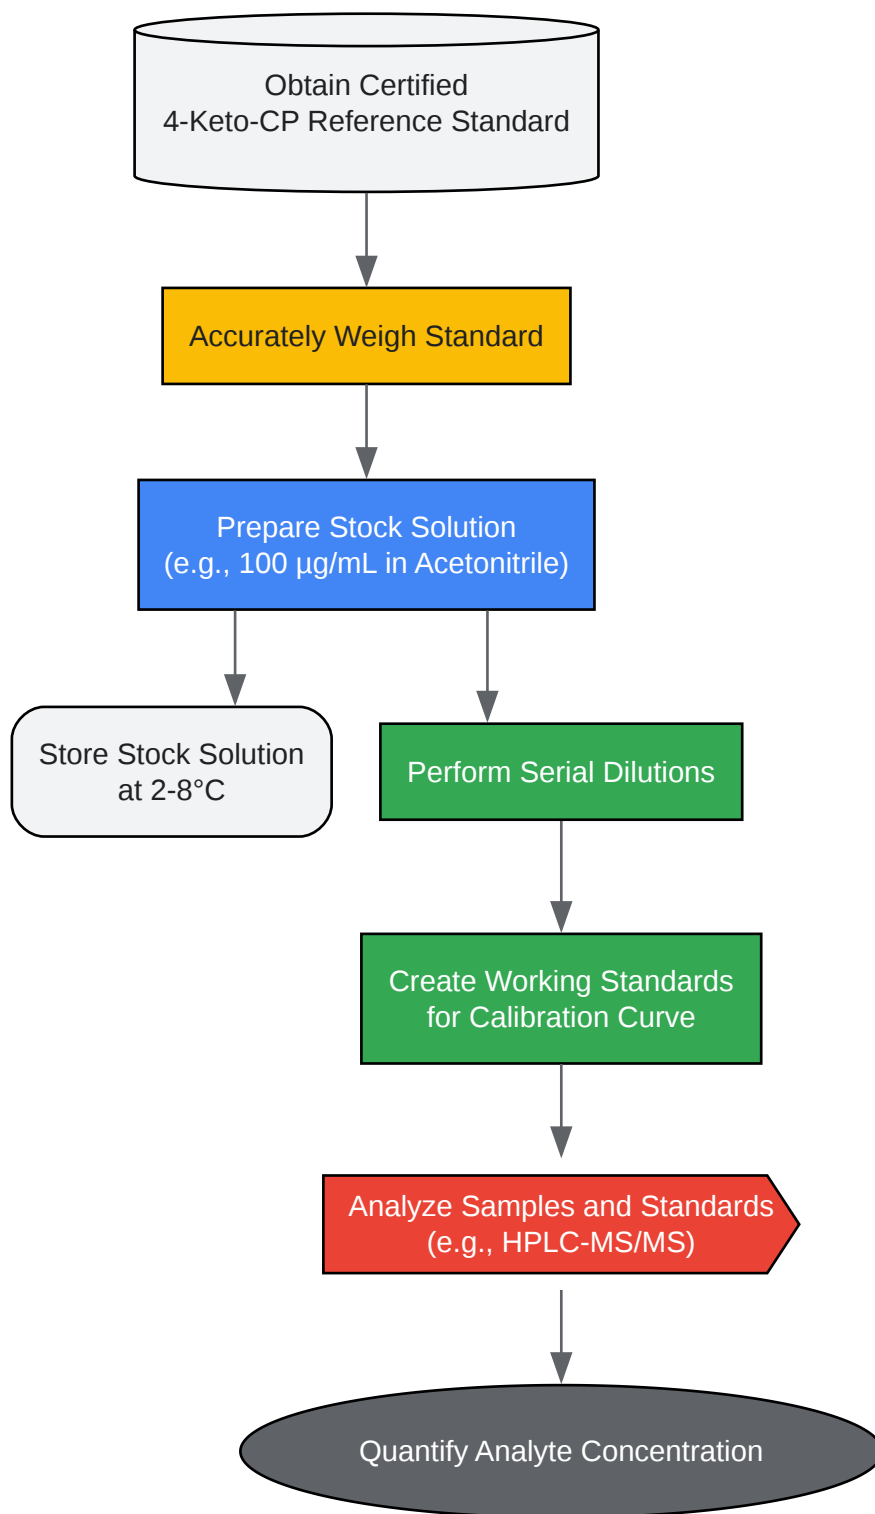 Obtain Certified
4-Keto-CP Reference Standard
Accurately Weigh Standard
Prepare Stock Solution
(e.g., 100 µg/mL in Acetonitrile)
Store Stock Solution
at 2-8°C
Perform Serial Dilutions
Create Working Standards
for Calibration Curve
Analyze Samples and Standards
(e.g., HPLC-MS/MS)
Quantify Analyte Concentration